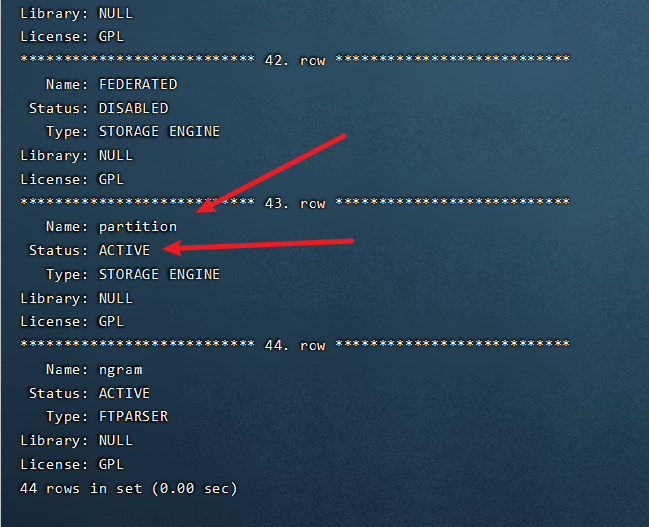 Library: NULL
License: GPL
*************************** 42. row ***************************
Name: FEDERATED
Status: DISABLED
Type: STORAGE ENGINE
Library: NULL
License: GPL
*************************** 43. row ***************************
Name: partition
Status: ACTIVE
Type: STORAGE ENGINE
Library: NULL
License: GPL
*************************** 44. row ***************************
Name: ngram
Status: ACTIVE
Type: FTPARSER
Library: NULL
License: GPL
44 rows in set (0.00 sec)